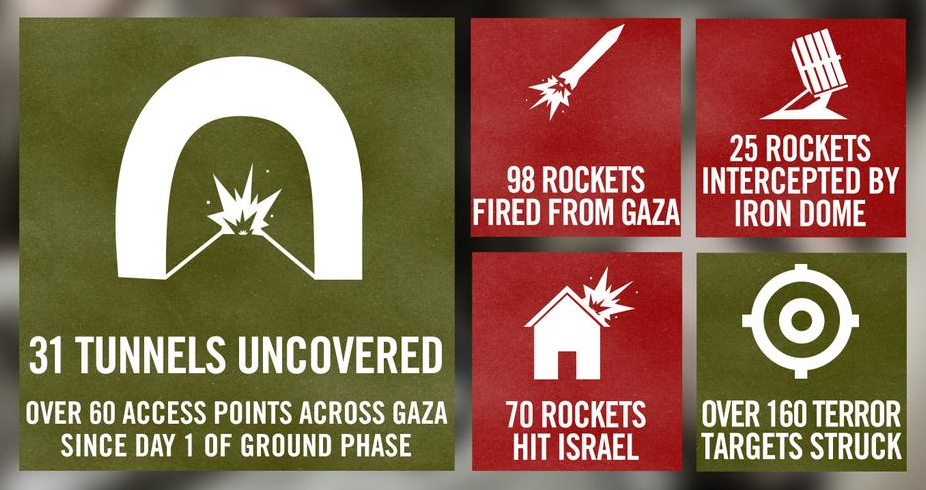 31 TUNNELS UNCOVERED
OVER 60 ACCESS POINTS ACROSS GAZA
SINCE DAY 1 OF GROUND PHASE
98 ROCKETS
FIRED FROM GAZA
25 ROCKETS
INTERCEPTED BY
IRON DOME
70 ROCKETS
HIT ISRAEL
OVER 160 TERROR
TARGETS STRUCK